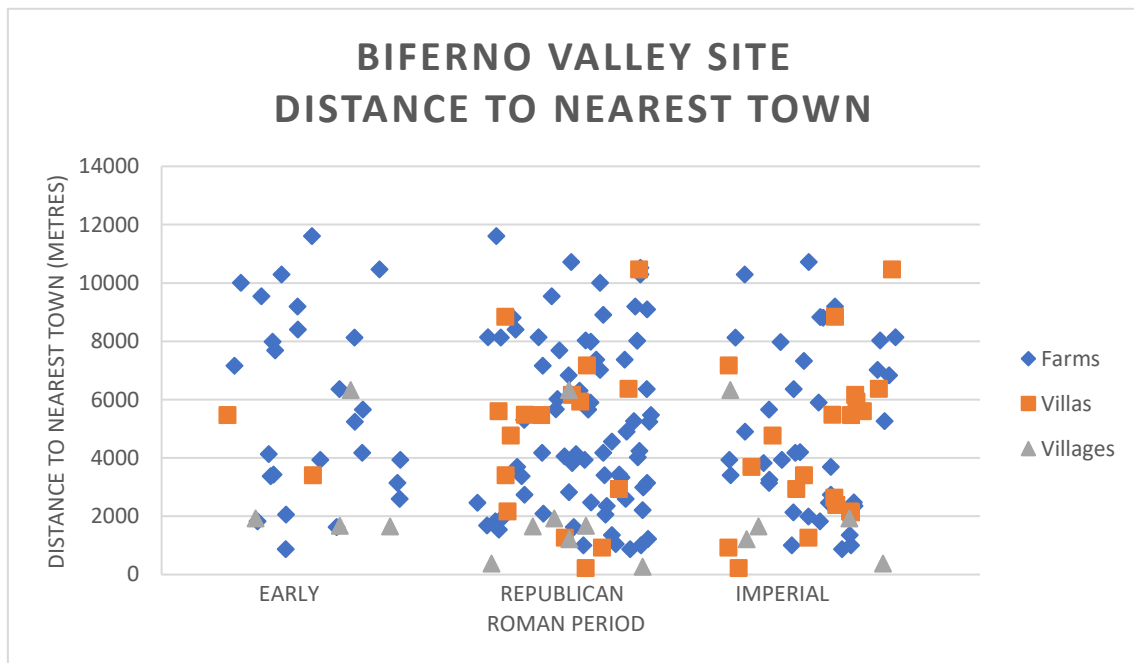 BIFERNO VALLEY SITE
DISTANCE TO NEAREST TOWN
DISTANCE TO NEAREST TOWN (METRES)
14000
12000
10000
8000
6000
4000
2000
0
EARLY REPUBLICAN IMPERIAL
ROMAN PERIOD
Farms
Villas
Villages